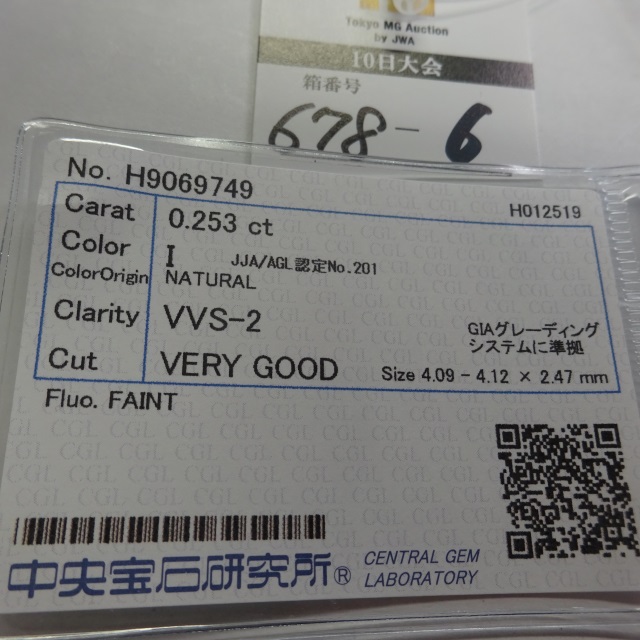 Tokyo MG Auction
by JWA
10日大会
箱番号
678-6
No. H9069749
H012519
Carat 0.253 ct
Color I JJA/AGL認定No.201
ColorOrigin NATURAL
Clarity VVS-2
GIAグレーディング
システムに準拠
Cut VERY GOOD Size 4.09 - 4.12 × 2.47 mm
Fluo. FAINT
中央宝石研究所® CENTRAL GEM
LABORATORY